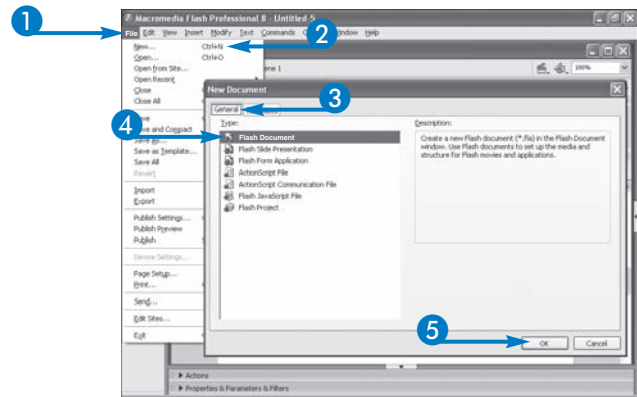 1
Macromedia Flash Professional 8 - Untitled-5
File Edit View Insert Modify Text Commands Window Help
New... Ctrl+N
2
Open... Ctrl+O
Open from Site...
Open Recent
Close
Close All
Save and Compact
Save As...
Save as Template...
Save All
Revert
Import
Export
Publish Settings...
Publish Preview
Publish
Device Settings...
Page Setup...
Print...
Send...
Edit Sites...
Exit
100%
New Document
General
3
Type:
4
Flash Document
Flash Slide Presentation
Flash Form Application
ActionScript File
ActionScript Communication File
Flash JavaScript File
Flash Project
Description:
Create a new Flash document (*.fla) in the Flash Document
window. Use Flash documents to set up the media and
structure for Flash movies and applications.
5
OK Cancel
Actions
Properties & Parameters & Filters